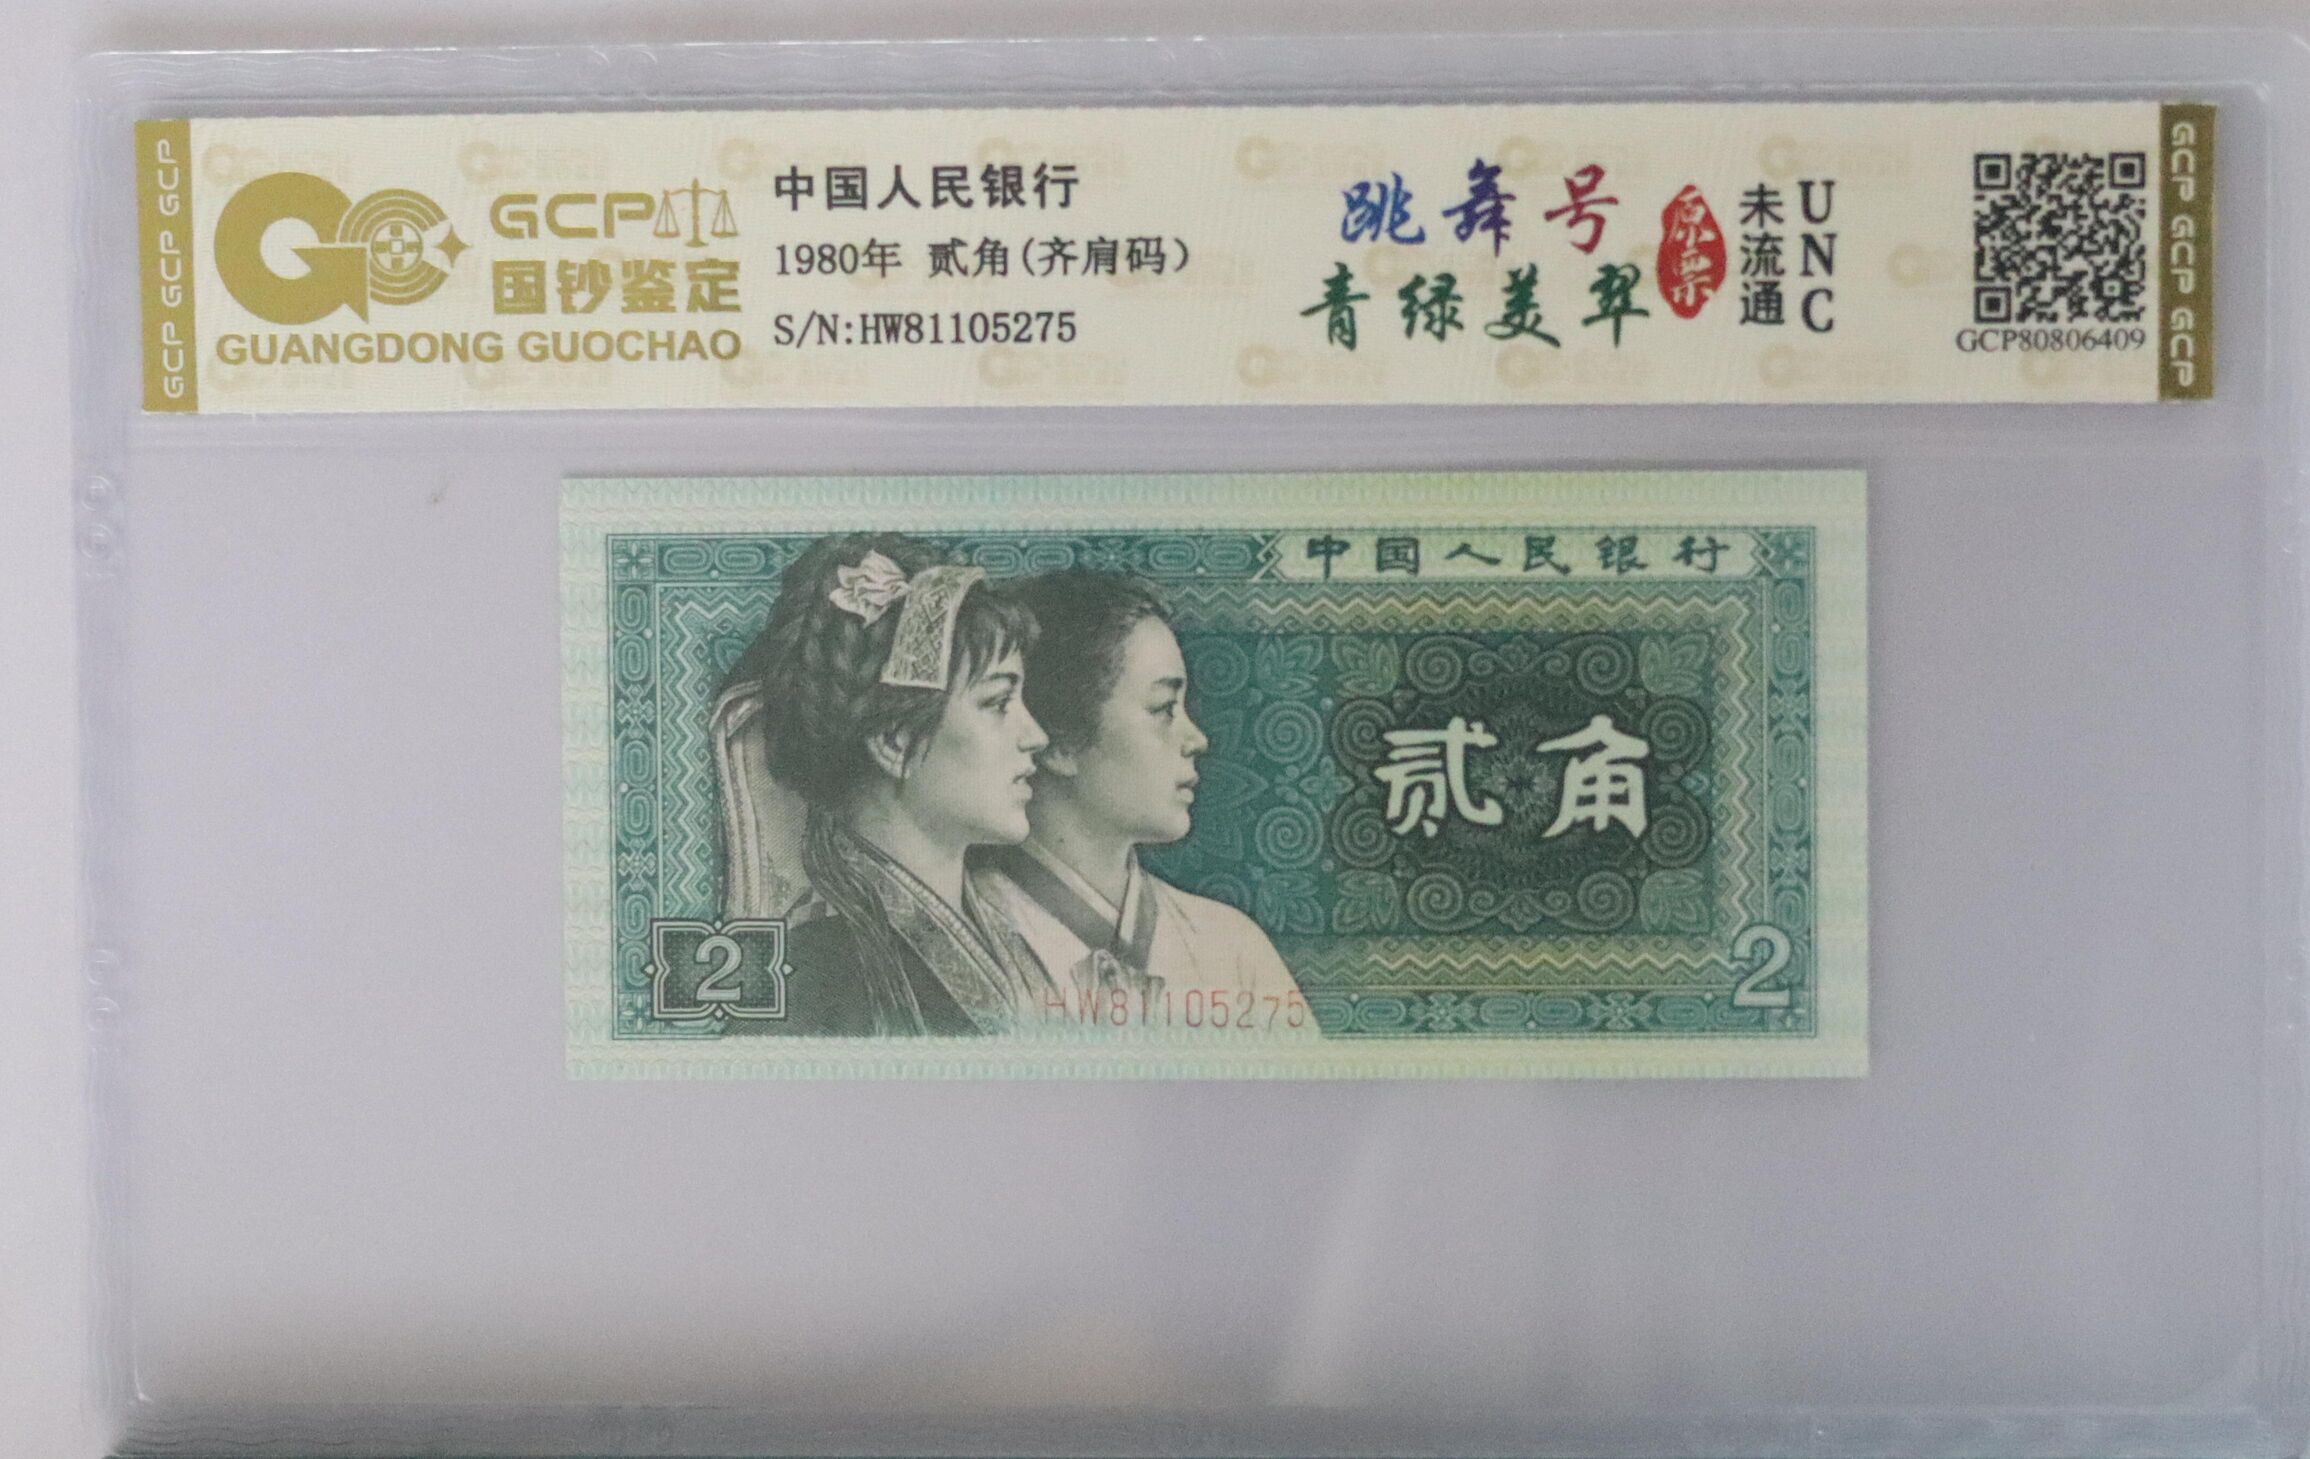 GCP GCP GCP
GCP
国钞鉴定
GUANGDONG GUOCHAO
中国人民银行
1980年 贰角(齐肩码)
S/N:HW81105275
跳舞号
青绿美翠
原票
未流通
UNC
GCP80806409
GCP GCP GCP
中国人民银行
贰角
2
HW81105275
2